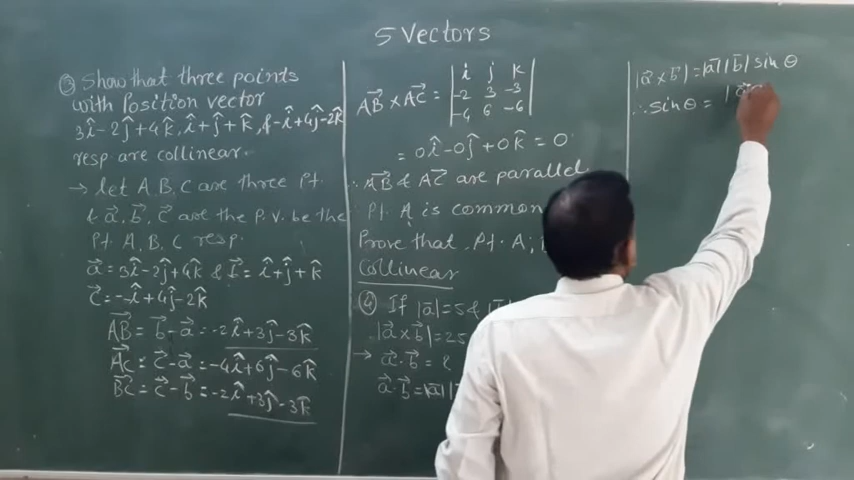 5 Vectors
③ Show that three points
with Position vector
3î-2ĵ+4k̂, î+ĵ+k̂, & -î+4ĵ-2k̂
resp. are collinear.
→ let A, B, C are three Pt.
& a⃗, b⃗, c⃗ are the P.V. be the
Pt. A, B, C resp.
a⃗ = 3î-2ĵ+4k̂ & b⃗ = î+ĵ+k̂
c⃗ = -î+4ĵ-2k̂
AB⃗ = b⃗-a⃗ = -2î+3ĵ-3k̂
AC⃗ = c⃗-a⃗ = -4î+6ĵ-6k̂
BC⃗ = c⃗-b⃗ = -2î+3ĵ-3k̂
i j k
AB⃗ × AC⃗ = -2 3 -3
-4 6 -6
= 0î-0ĵ+0k̂ = 0
∴ AB⃗ & AC⃗ are parallel
Pt. A is common
Prove that Pt. A,
collinear
④ If |a⃗|=5 &
|a⃗ × b⃗| = 25
→ a⃗·b⃗ =
a⃗·b⃗ = |a⃗|
|a⃗ × b⃗| = |a⃗| |b⃗| sin θ
∴ sin θ =